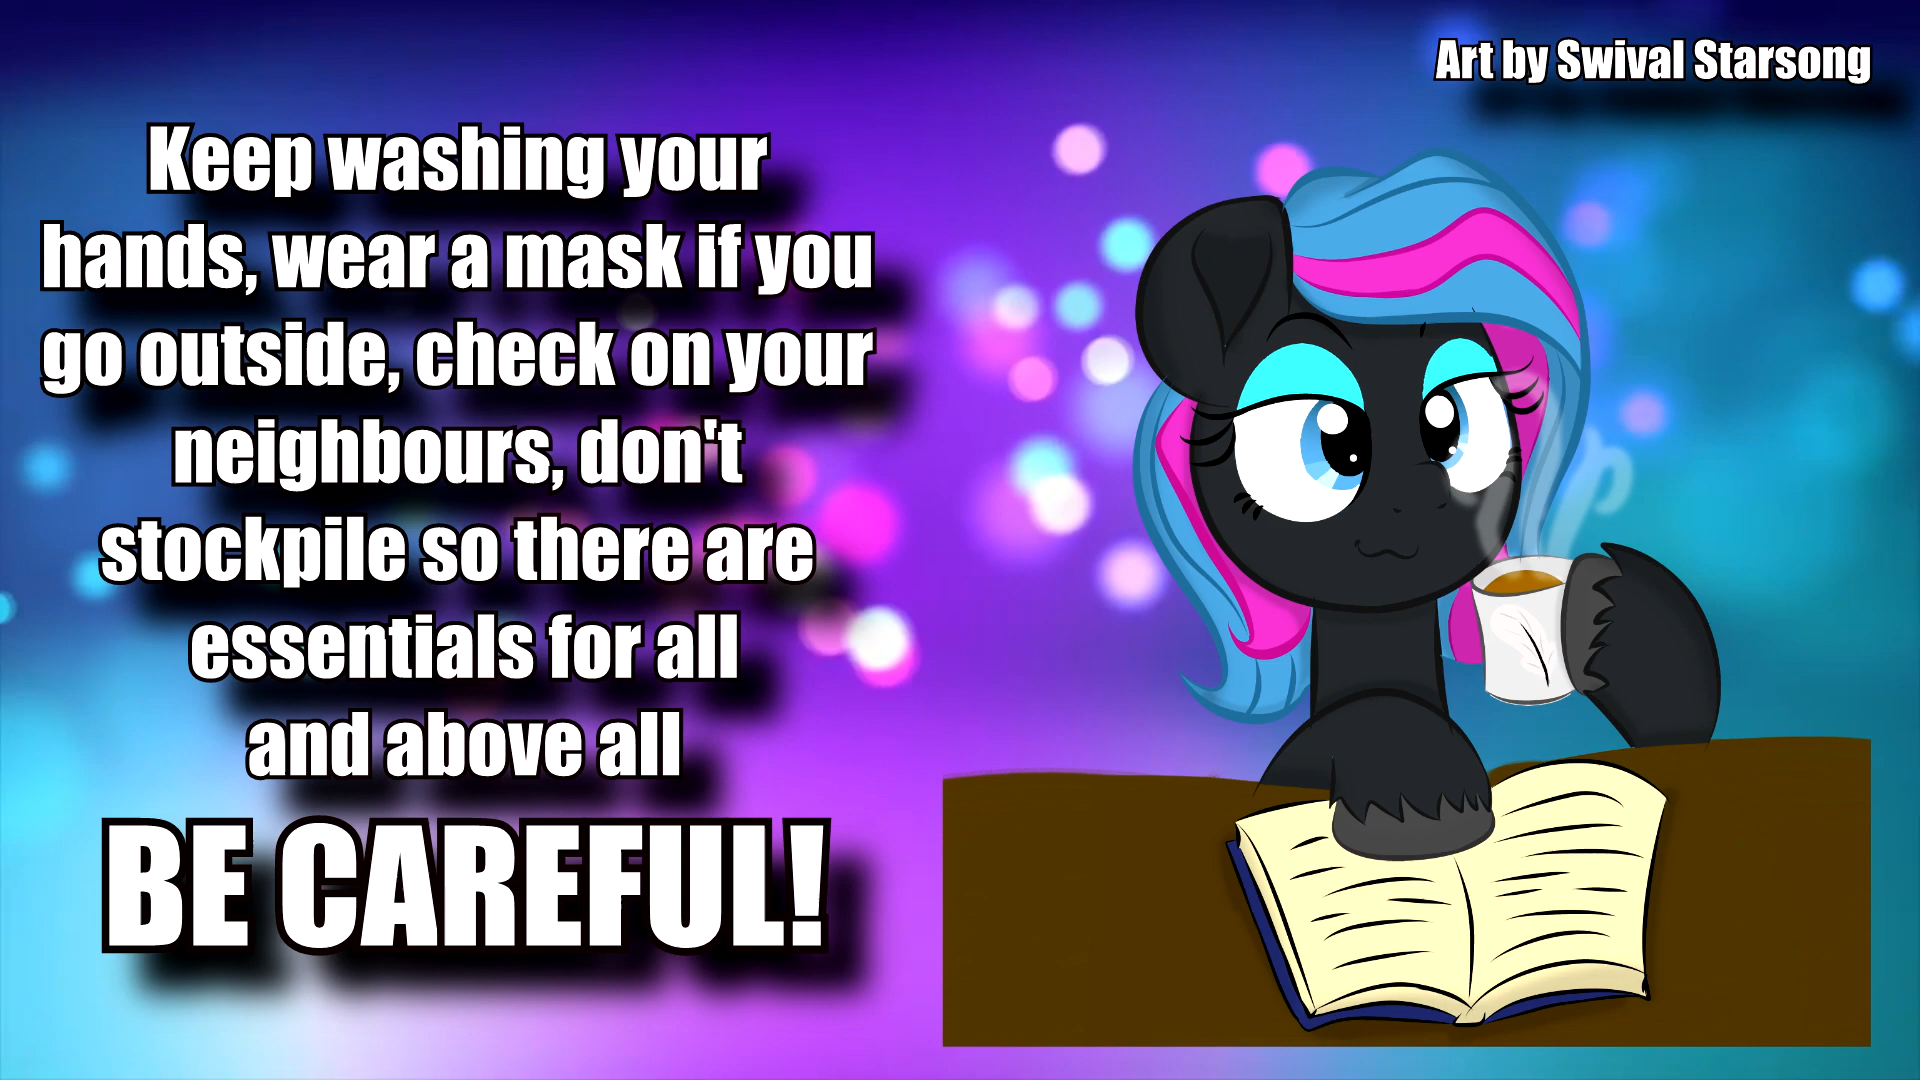 Art by Swival Starsong
Keep washing your
hands, wear a mask if you
go outside, check on your
neighbours, don't
stockpile so there are
essentials for all
and above all
BE CAREFUL!